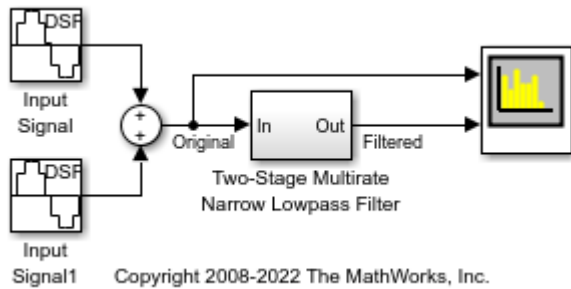 DSP
Input
Signal
+
+
Original
In Out
Filtered
Two-Stage Multirate
Narrow Lowpass Filter
DSP
Input
Signal1
Copyright 2008-2022 The MathWorks, Inc.